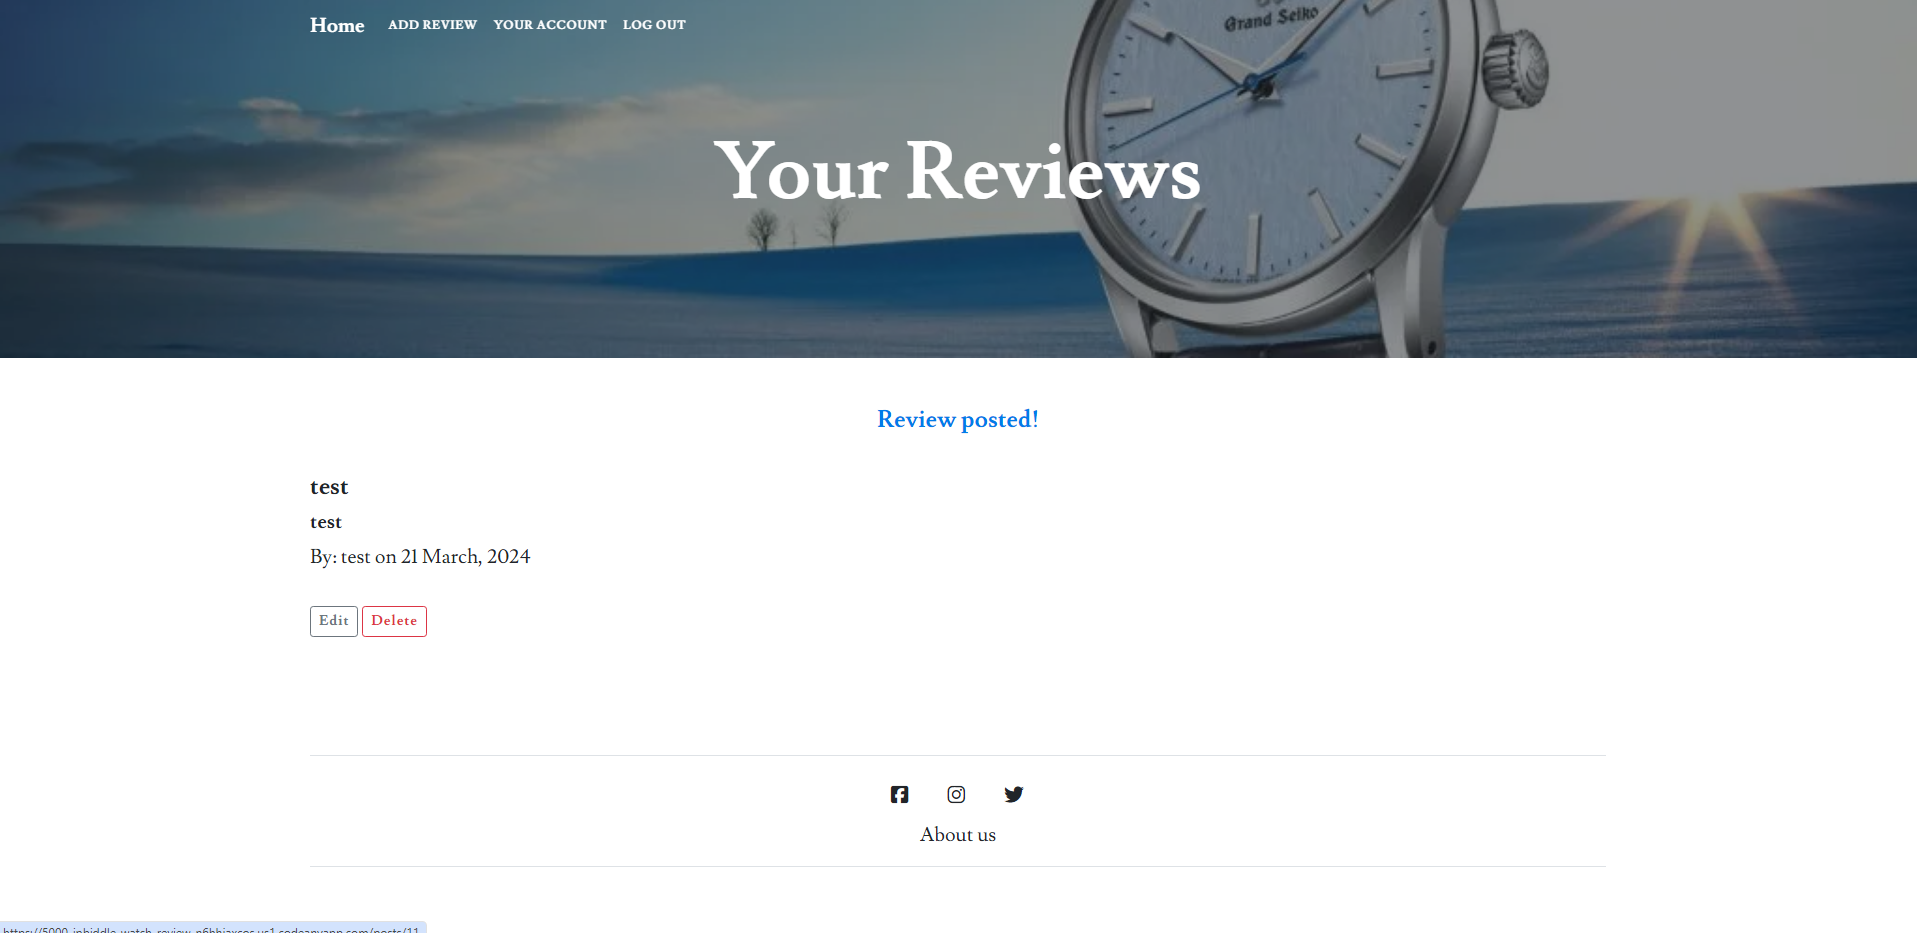 Home ADD REVIEW YOUR ACCOUNT LOG OUT
Grand Seiko
Your Reviews
Review posted!
test
test
By: test on 21 March, 2024
Edit Delete
About us